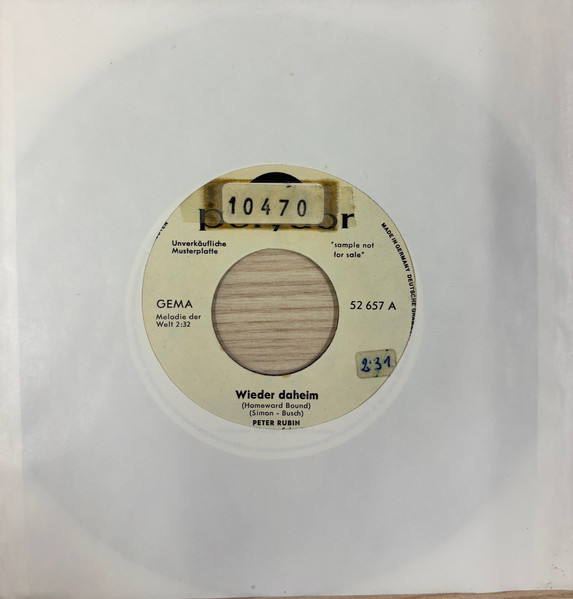 10470
polydor
Unverkäufliche
Musterplatte
"sample not
for sale"
MADE IN GERMANY DEUTSCHE
GEMA
Melodie der
Welt 2:32
52 657 A
2:31
Wieder daheim
(Homeward Bound)
(Simon - Busch)
PETER RUBIN